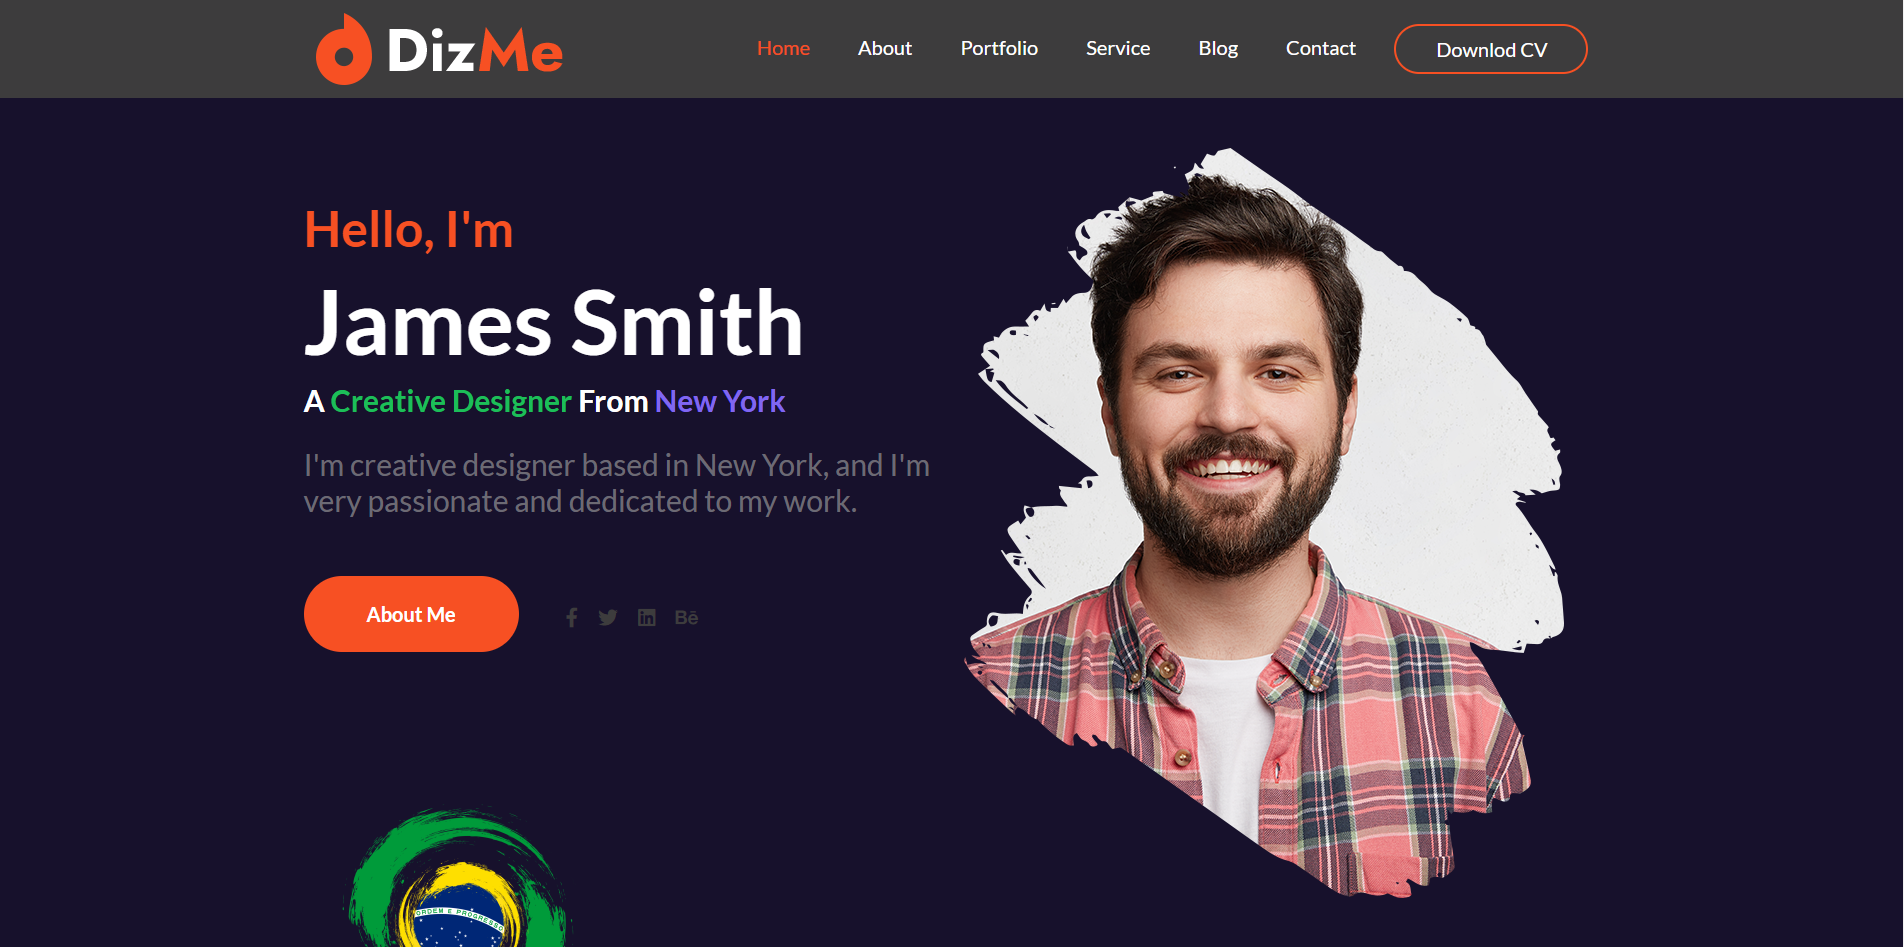 DizMe
Home
About
Portfolio
Service
Blog
Contact
Downlod CV
Hello, I'm
James Smith
A Creative Designer From New York
I'm creative designer based in New York, and I'm
very passionate and dedicated to my work.
About Me
Bē
ORDEM E PROGRESSO